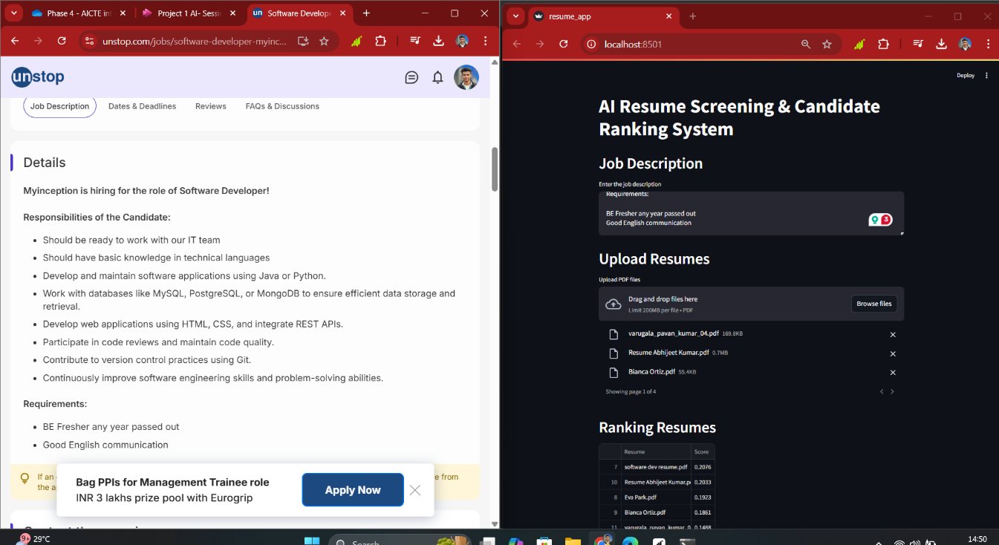 Phase 4 - AICTE in
Project 1 AI- Sessi
un Software Develope
unstop.com/jobs/software-developer-myinc...
unstop
Job Description
Dates & Deadlines
Reviews
FAQs & Discussions
Details
Myinception is hiring for the role of Software Developer!
Responsibilities of the Candidate:
Should be ready to work with our IT team
Should have basic knowledge in technical languages
Develop and maintain software applications using Java or Python.
Work with databases like MySQL, PostgreSQL, or MongoDB to ensure efficient data storage and
retrieval.
Develop web applications using HTML, CSS, and integrate REST APIs.
Participate in code reviews and maintain code quality.
Contribute to version control practices using Git.
Continuously improve software engineering skills and problem-solving abilities.
Requirements:
BE Fresher any year passed out
Good English communication
If an
e from
the a
Bag PPIs for Management Trainee role
INR 3 lakhs prize pool with Eurogrip
Apply Now
resume_app
localhost:8501
Deploy
AI Resume Screening & Candidate
Ranking System
Job Description
Enter the job description
Requirements:
BE Fresher any year passed out
Good English communication
3
Upload Resumes
Upload PDF files
Drag and drop files here
Limit 200MB per file • PDF
Browse files
varugala_pavan_kumar_04.pdf 169.8KB
Resume Abhijeet Kumar.pdf 0.7MB
Bianca Ortiz.pdf 55.4KB
Showing page 1 of 4
Ranking Resumes
Resume Score
7 software dev resume.pdf 0.2076
10 Resume Abhijeet Kumar.p 0.2033
8 Eva Park.pdf 0.1923
9 Bianca Ortiz.pdf 0.1861
11 varugala_pavan_kumar_0 0.1488
9+
29°C
Search
14:50